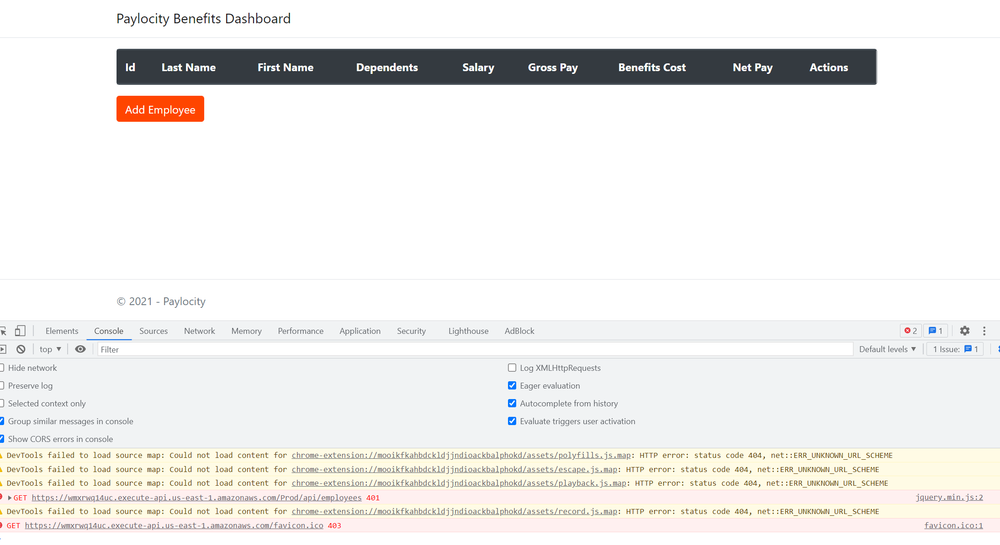 Paylocity Benefits Dashboard
Id Last Name First Name Dependents Salary Gross Pay Benefits Cost Net Pay Actions
Add Employee
© 2021 - Paylocity
Elements Console Sources Network Memory Performance Application Security Lighthouse AdBlock 2 1
top Filter Default levels 1 Issue: 1
Hide network Log XMLHttpRequests
Preserve log Eager evaluation
Selected context only Autocomplete from history
Group similar messages in console Evaluate triggers user activation
Show CORS errors in console
DevTools failed to load source map: Could not load content for chrome-extension://mooikfkahbdckldjjndioackbalphokd/assets/polyfills.js.map: HTTP error: status code 404, net::ERR_UNKNOWN_URL_SCHEME
DevTools failed to load source map: Could not load content for chrome-extension://mooikfkahbdckldjjndioackbalphokd/assets/escape.js.map: HTTP error: status code 404, net::ERR_UNKNOWN_URL_SCHEME
DevTools failed to load source map: Could not load content for chrome-extension://mooikfkahbdckldjjndioackbalphokd/assets/playback.js.map: HTTP error: status code 404, net::ERR_UNKNOWN_URL_SCHEME
GET https://wmxrwq14uc.execute-api.us-east-1.amazonaws.com/Prod/api/employees 401 jquery.min.js:2
DevTools failed to load source map: Could not load content for chrome-extension://mooikfkahbdckldjjndioackbalphokd/assets/record.js.map: HTTP error: status code 404, net::ERR_UNKNOWN_URL_SCHEME
GET https://wmxrwq14uc.execute-api.us-east-1.amazonaws.com/favicon.ico 403 favicon.ico:1